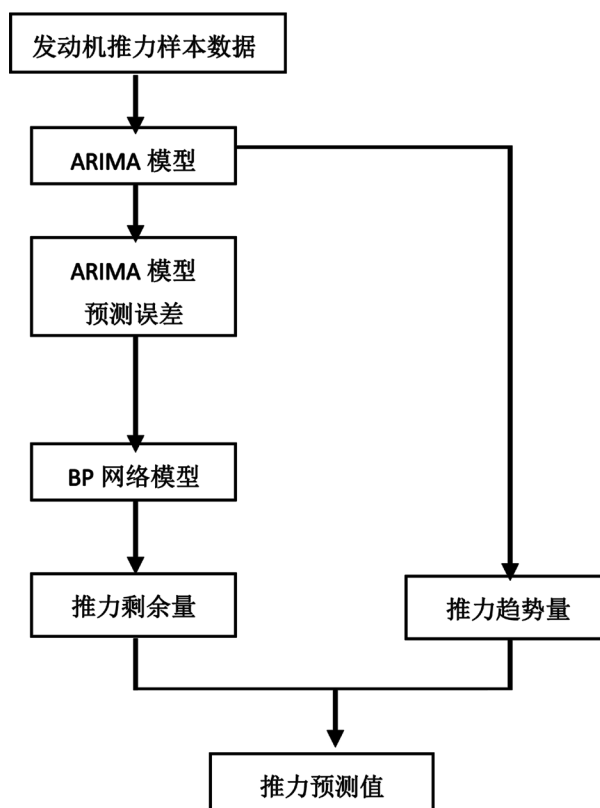 发动机推力样本数据
ARIMA 模型
ARIMA 模型
预测误差
BP 网络模型
推力剩余量
推力趋势量
推力预测值